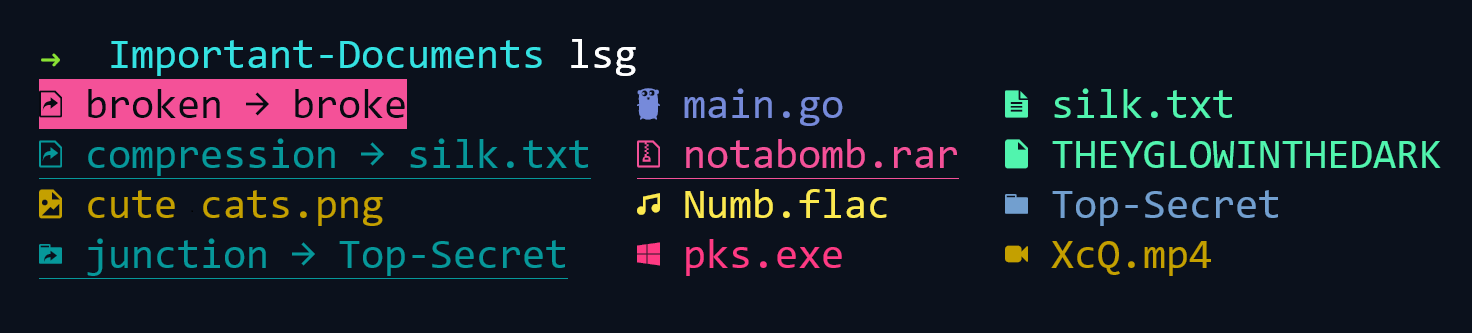 → Important-Documents lsg
broken → broke main.go silk.txt
compression → silk.txt notabomb.rar THEYGLOWINTHEDARK
cute cats.png Numb.flac Top-Secret
junction → Top-Secret pks.exe XcQ.mp4